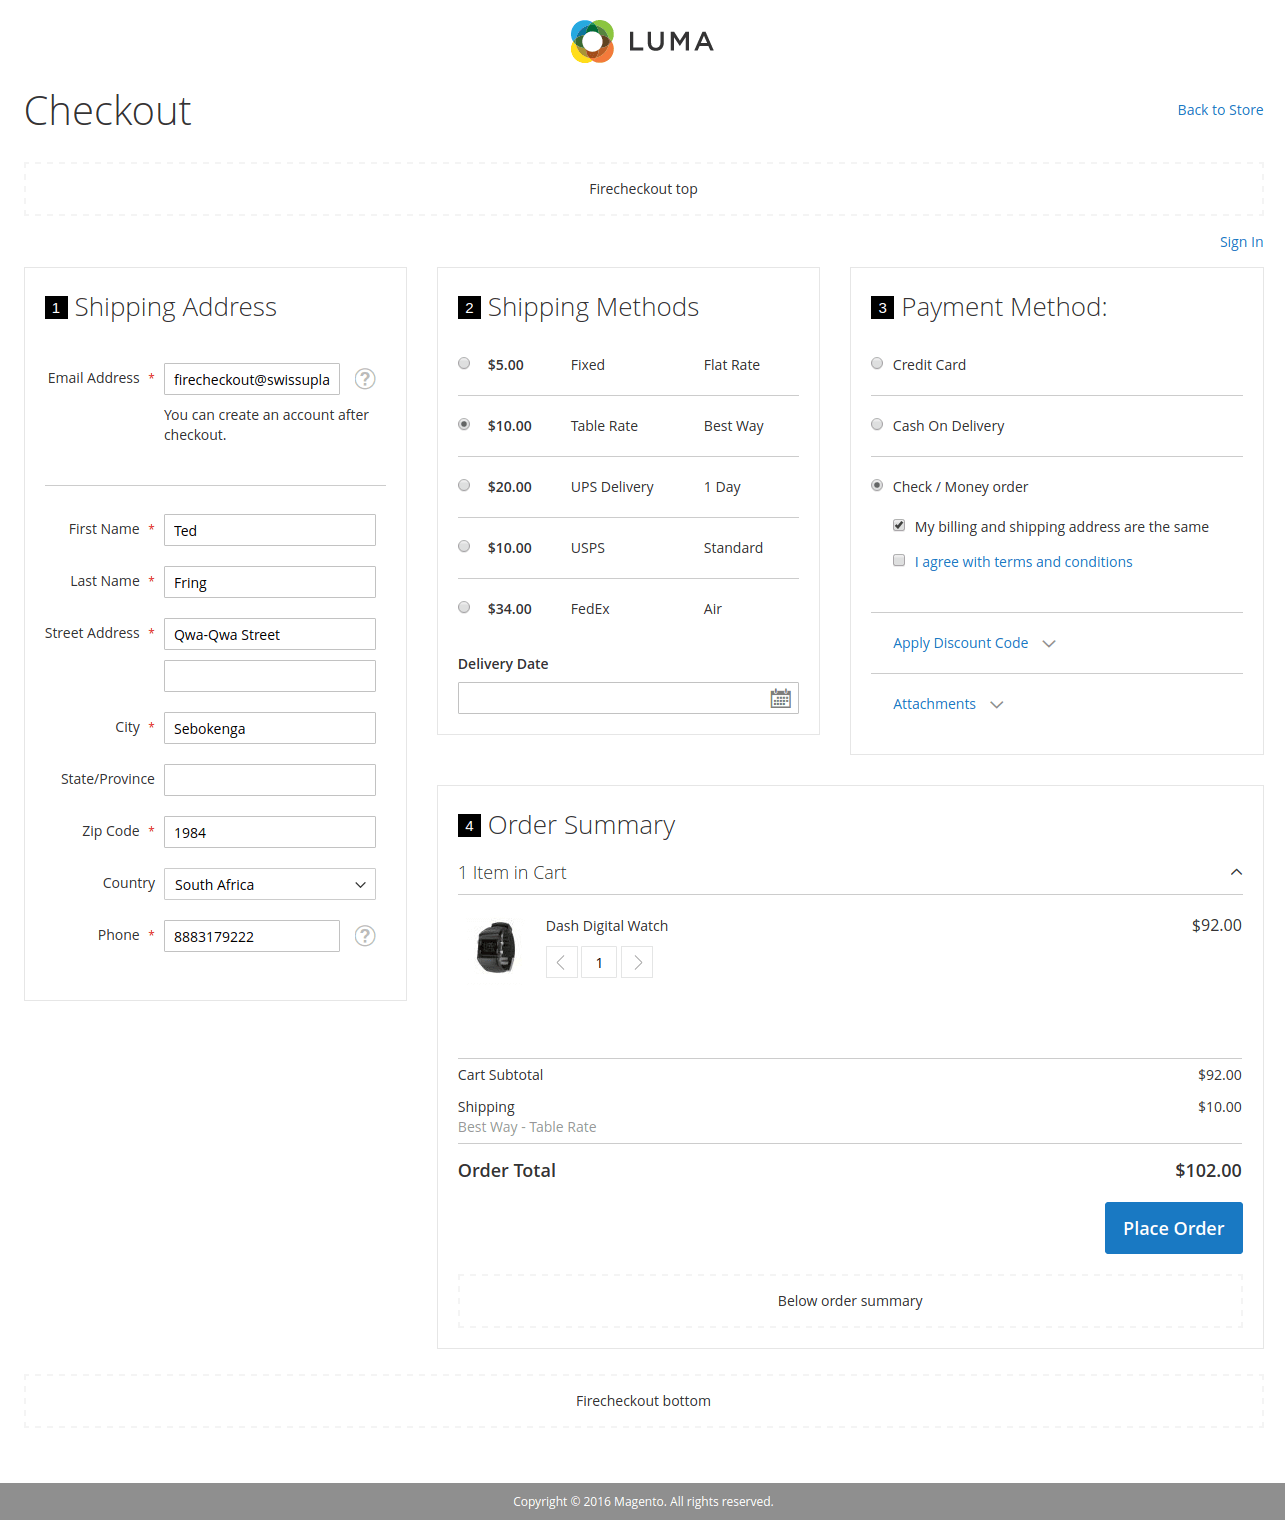 LUMA
Checkout
Back to Store
Firecheckout top
Sign In
1 Shipping Address
Email Address * firecheckout@swissupla
You can create an account after
checkout.
First Name * Ted
Last Name * Fring
Street Address * Qwa-Qwa Street
City * Sebokenga
State/Province
Zip Code * 1984
Country South Africa
Phone * 8883179222
2 Shipping Methods
$5.00 Fixed Flat Rate
$10.00 Table Rate Best Way
$20.00 UPS Delivery 1 Day
$10.00 USPS Standard
$34.00 FedEx Air
Delivery Date
3 Payment Method:
Credit Card
Cash On Delivery
Check / Money order
My billing and shipping address are the same
I agree with terms and conditions
Apply Discount Code
Attachments
4 Order Summary
1 Item in Cart
Dash Digital Watch $92.00
1
Cart Subtotal $92.00
Shipping $10.00
Best Way - Table Rate
Order Total $102.00
Place Order
Below order summary
Firecheckout bottom
Copyright © 2016 Magento. All rights reserved.